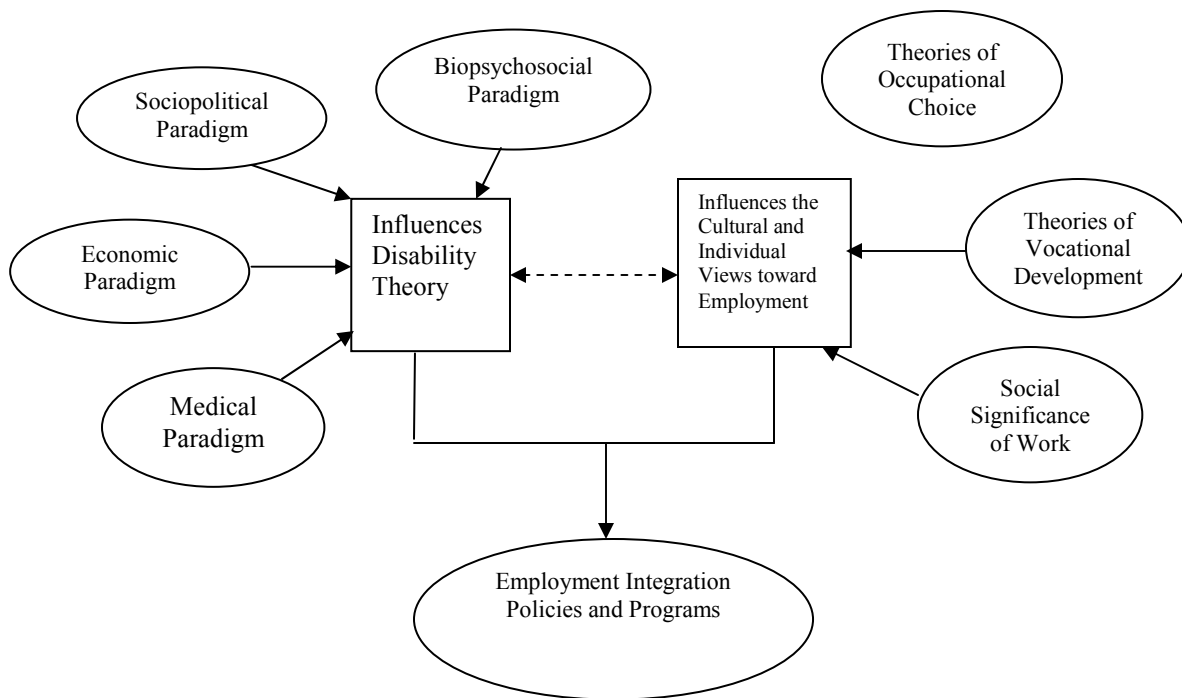 Biopsychosocial
Paradigm
Theories of
Occupational
Choice
Sociopolitical
Paradigm
Influences
Disability
Theory
Influences the
Cultural and
Individual
Views toward
Employment
Theories of
Vocational
Development
Economic
Paradigm
Medical
Paradigm
Social
Significance
of Work
Employment Integration
Policies and Programs